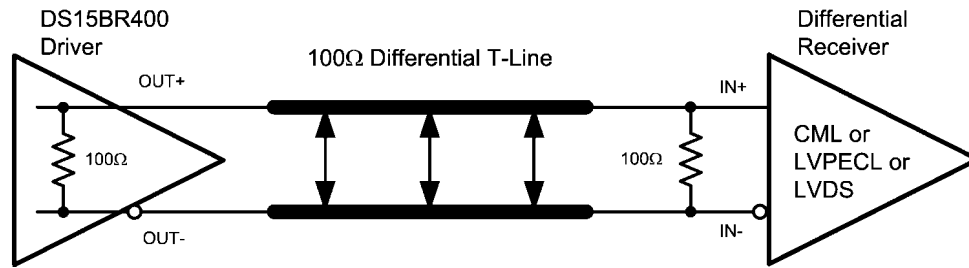 DS15BR400
Driver
Differential
Receiver
100Ω Differential T-Line
OUT+
IN+
100Ω
100Ω
CML or
LVPECL or
LVDS
OUT-
IN-